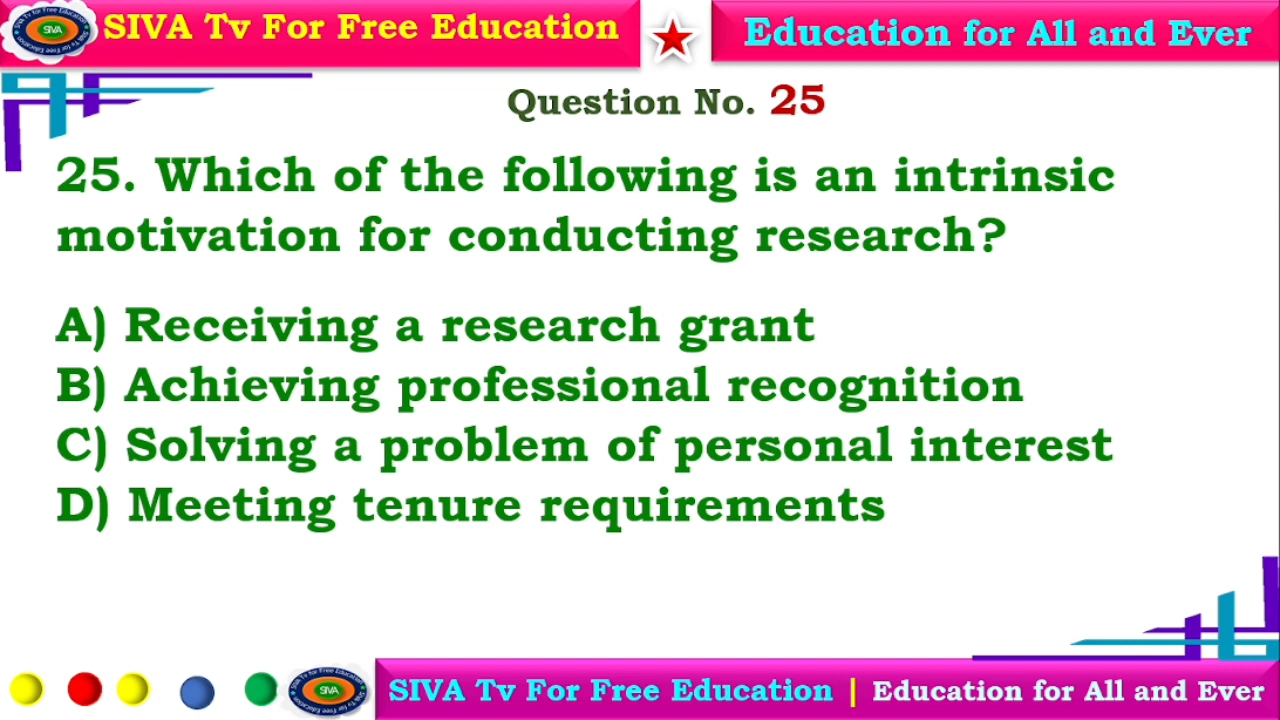 SIVA Tv For Free Education
Education for All and Ever
Question No. 25
25. Which of the following is an intrinsic
motivation for conducting research?
A) Receiving a research grant
B) Achieving professional recognition
C) Solving a problem of personal interest
D) Meeting tenure requirements
SIVA
SIVA Tv For Free Education | Education for All and Ever